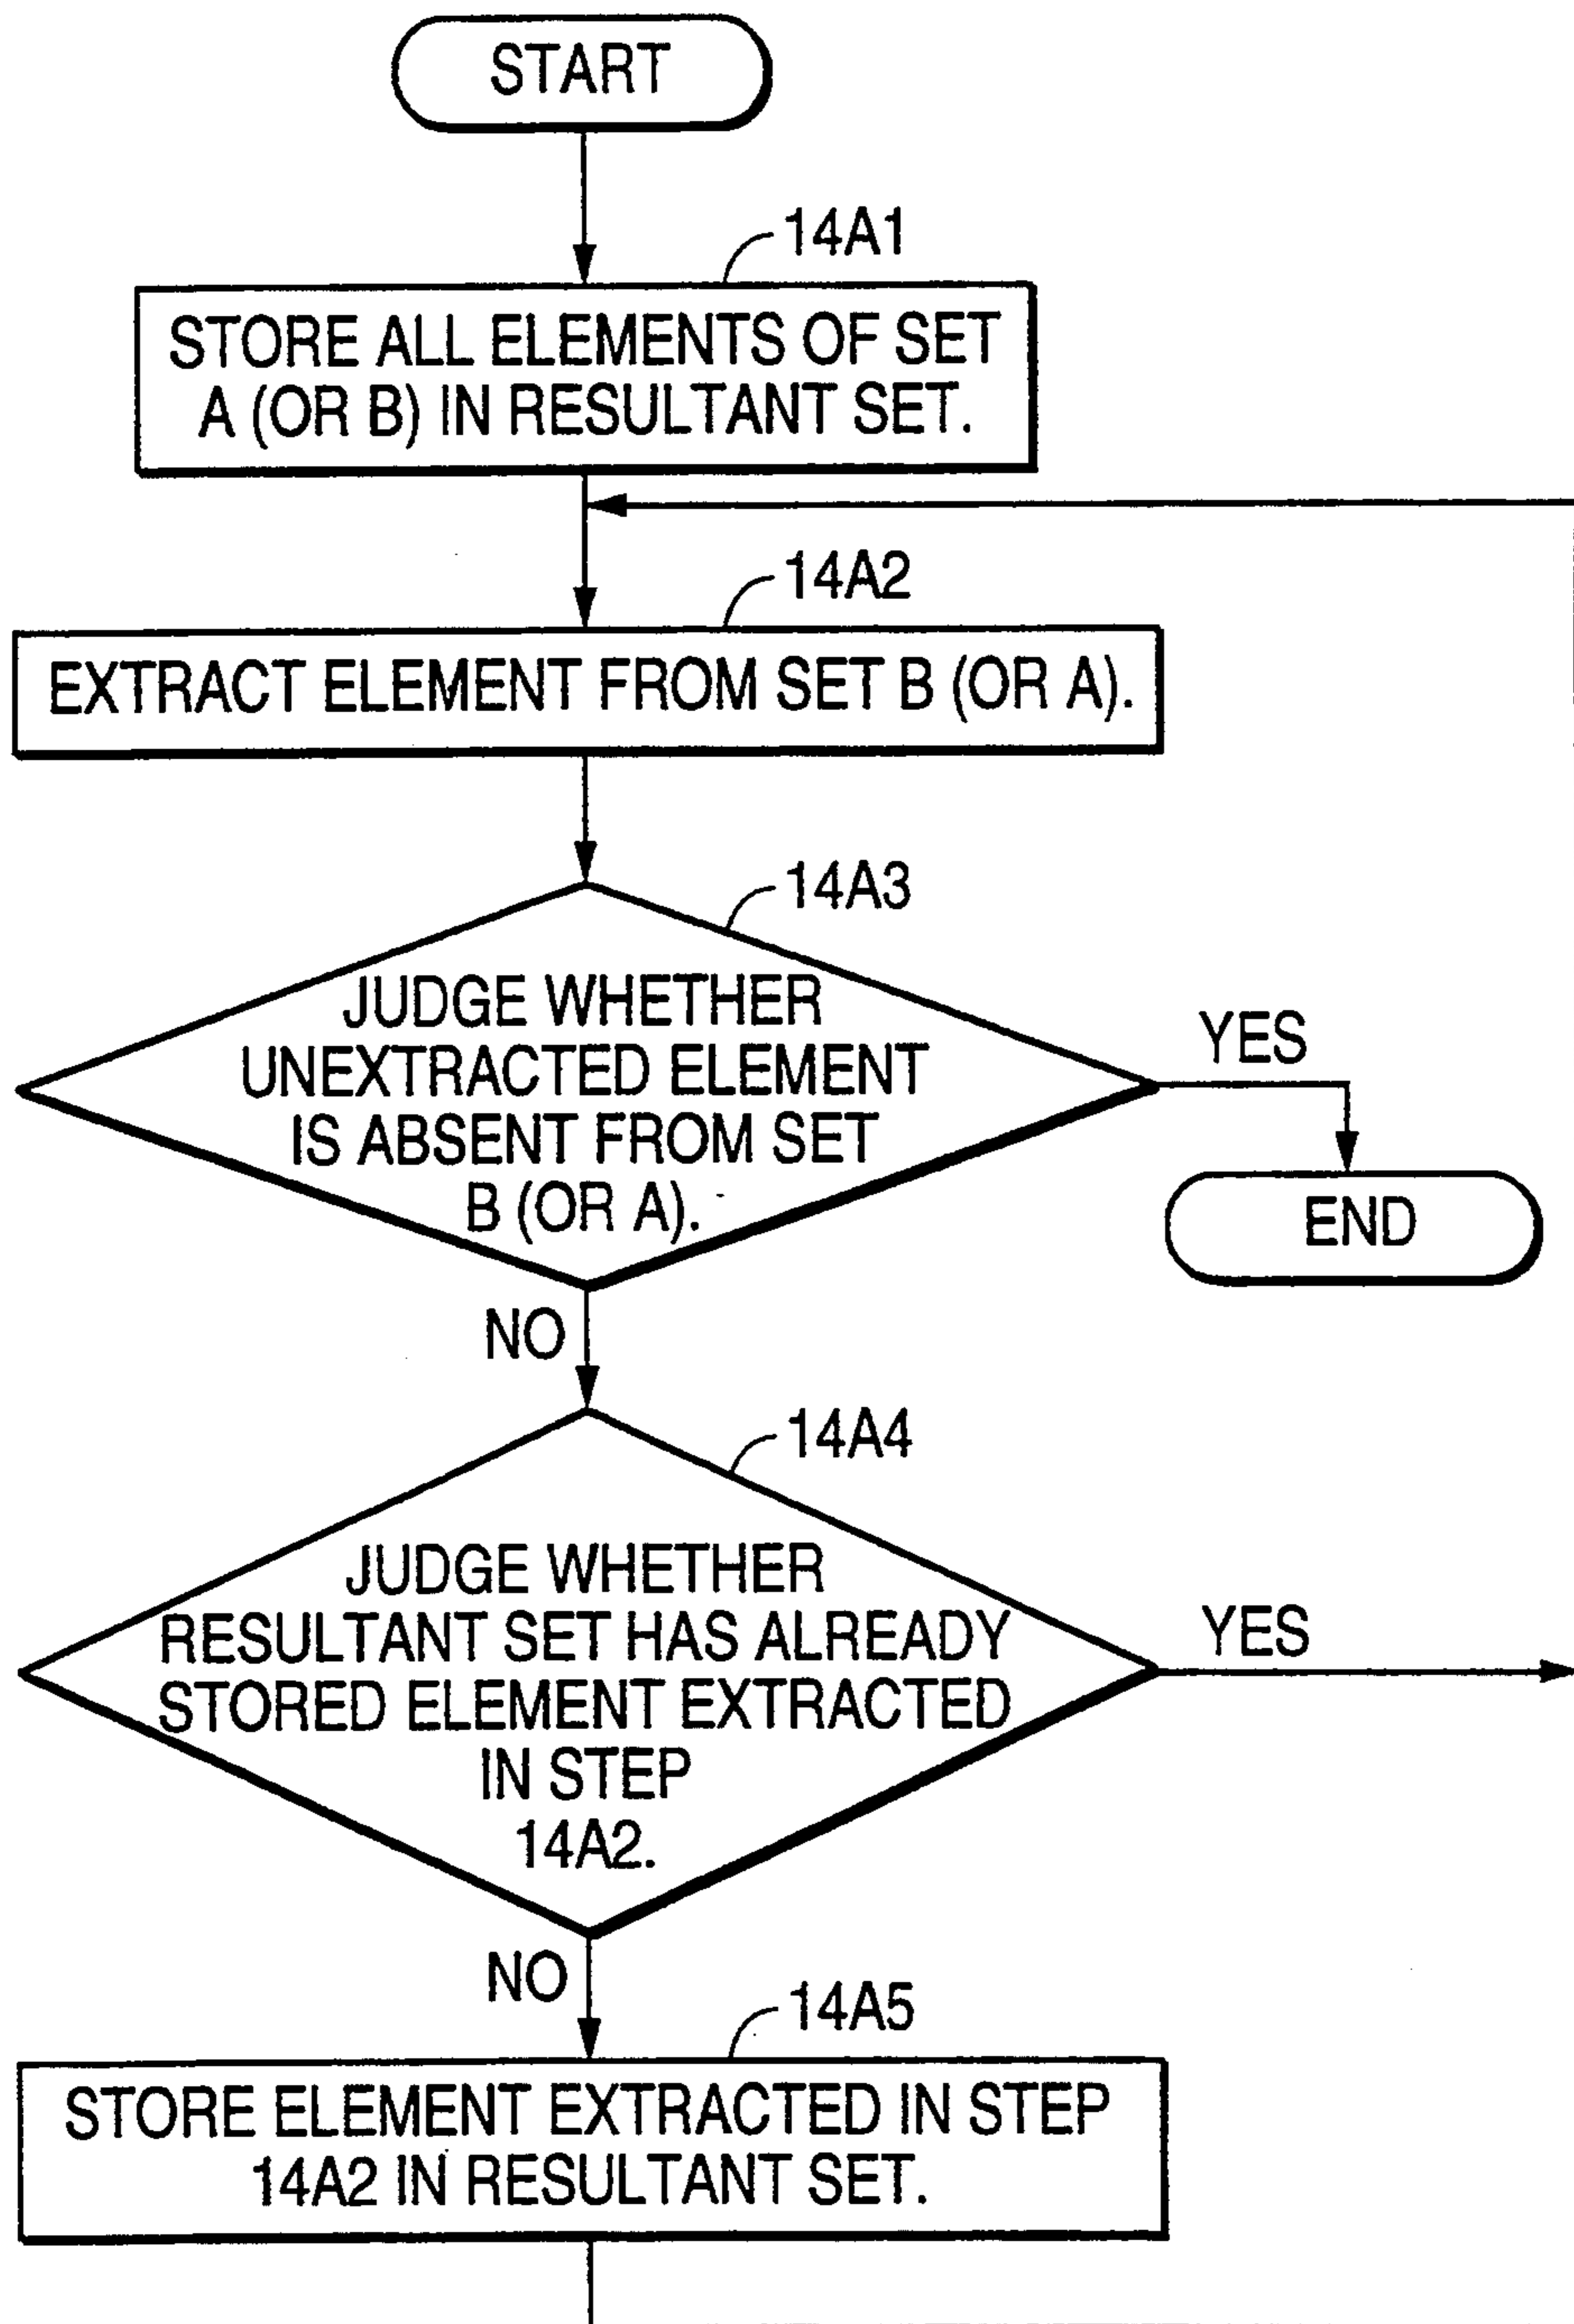 START
14A1
STORE ALL ELEMENTS OF SET
A (OR B) IN RESULTANT SET.
14A2
EXTRACT ELEMENT FROM SET B (OR A).
14A3
JUDGE WHETHER
UNEXTRACTED ELEMENT
IS ABSENT FROM SET
B (OR A).
YES
END
NO
14A4
JUDGE WHETHER
RESULTANT SET HAS ALREADY
STORED ELEMENT EXTRACTED
IN STEP
14A2.
YES
NO
14A5
STORE ELEMENT EXTRACTED IN STEP
14A2 IN RESULTANT SET.